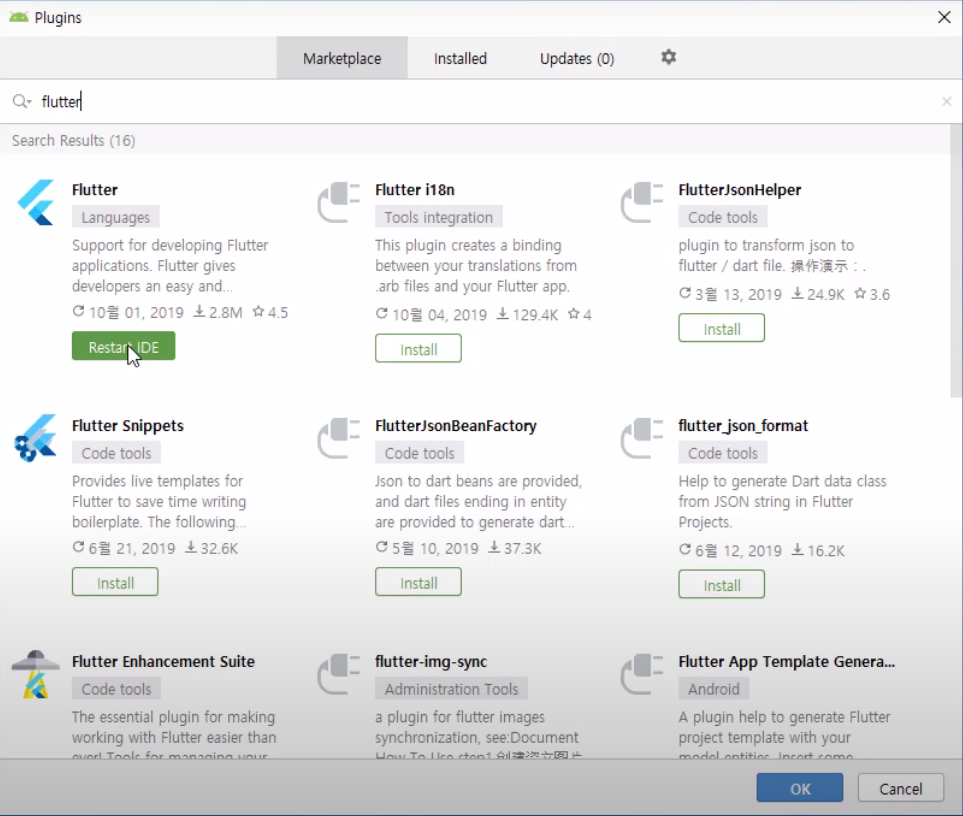 Plugins
Marketplace Installed Updates (0)
flutter
Search Results (16)
Flutter
Languages
Support for developing Flutter
applications. Flutter gives
developers an easy and...
10월 01, 2019 2.8M 4.5
Restart IDE
Flutter i18n
Tools integration
This plugin creates a binding
between your translations from
.arb files and your Flutter app.
10월 04, 2019 129.4K 4
Install
FlutterJsonHelper
Code tools
plugin to transform json to
flutter / dart file. 操作演示：.
3월 13, 2019 24.9K 3.6
Install
Flutter Snippets
Code tools
Provides live templates for
Flutter to save time writing
boilerplate. The following...
6월 21, 2019 32.6K
Install
FlutterJsonBeanFactory
Code tools
Json to dart beans are provided,
and dart files ending in entity
are provided to generate dart...
5월 10, 2019 37.3K
Install
flutter_json_format
Code tools
Help to generate Dart data class
from JSON string in Flutter
Projects.
6월 12, 2019 16.2K
Install
Flutter Enhancement Suite
Code tools
The essential plugin for making
working with Flutter easier than
ever! Tools for managing your
flutter-img-sync
Administration Tools
a plugin for flutter images
synchronization, see:Document
How To Use step1
Flutter App Template Genera...
Android
A plugin help to generate Flutter
project template with your
model entities. Insert some
OK Cancel